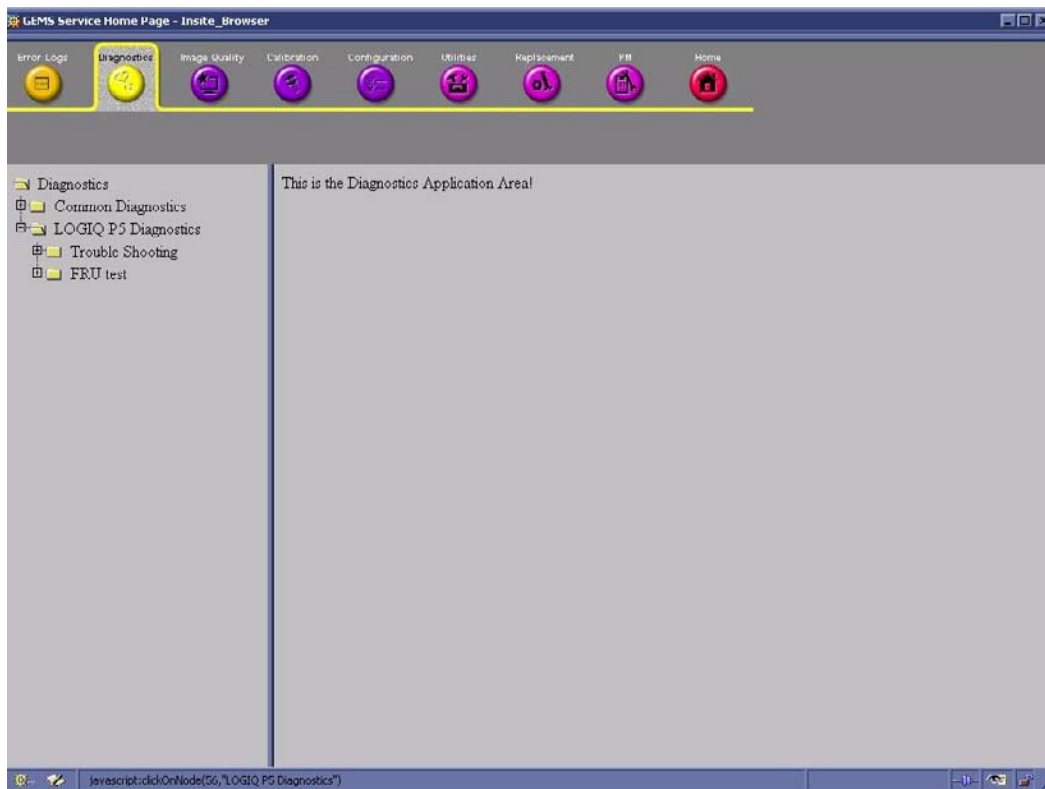 GEMS Service Home Page - Insite_Browser
Error Logs Diagnostics Image Quality Calibration Configuration Utilities Replacement PM Home
Diagnostics
Common Diagnostics
LOGIQ P5 Diagnostics
Trouble Shooting
FRU test
This is the Diagnostics Application Area!
javascript:clickOnNode(56,"LOGIQ P5 Diagnostics")